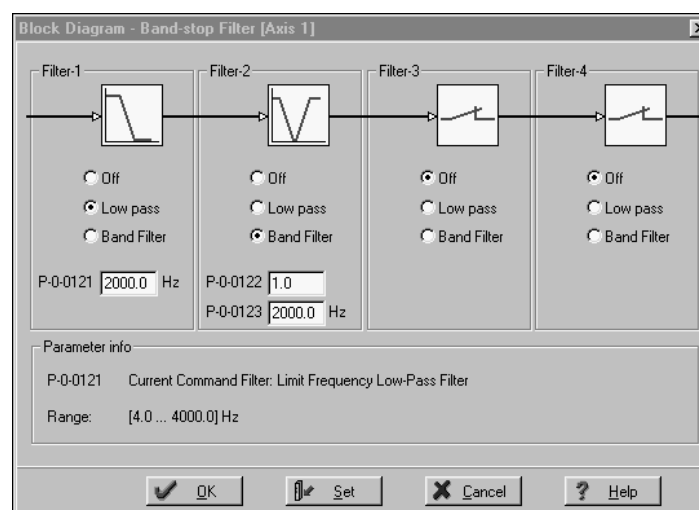 Block Diagram - Band-stop Filter [Axis 1]
Filter-1
Off
Low pass
Band Filter
P-0-0121 2000.0 Hz
Filter-2
Off
Low pass
Band Filter
P-0-0122 1.0
P-0-0123 2000.0 Hz
Filter-3
Off
Low pass
Band Filter
Filter-4
Off
Low pass
Band Filter
Parameter info
P-0-0121 Current Command Filter: Limit Frequency Low-Pass Filter
Range: [4.0 ... 4000.0] Hz
OK Set Cancel Help